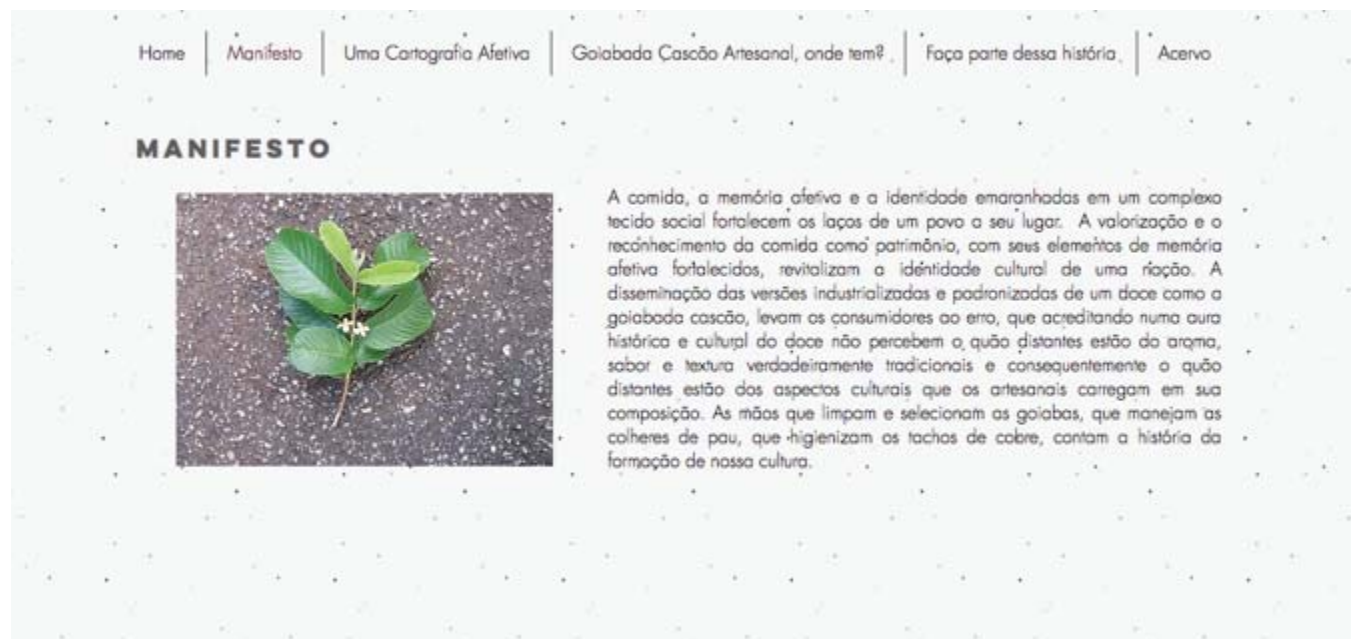 Home Manifesto Uma Cartografia Afetiva Goiabada Cascão Artesanal, onde tem? Faça parte dessa história Acervo
MANIFESTO
A comida, a memória afetiva e a identidade emaranhadas em um complexo
tecido social fortalecem os laços de um povo a seu lugar. A valorização e o
reconhecimento da comida como patrimônio, com seus elementos de memória
afetiva fortalecidos, revitalizam a identidade cultural de uma nação. A
disseminação das versões industrializadas e padronizadas de um doce como a
goiabada cascão, levam os consumidores ao erro, que acreditando numa aura
histórica e cultural do doce não percebem o quão distantes estão do aroma,
sabor e textura verdadeiramente tradicionais e consequentemente o quão
distantes estão dos aspectos culturais que os artesanais carregam em sua
composição. As mãos que limpam e selecionam as goiabas, que manejam as
colheres de pau, que higienizam os tachos de cobre, contam a história da
formação de nossa cultura.